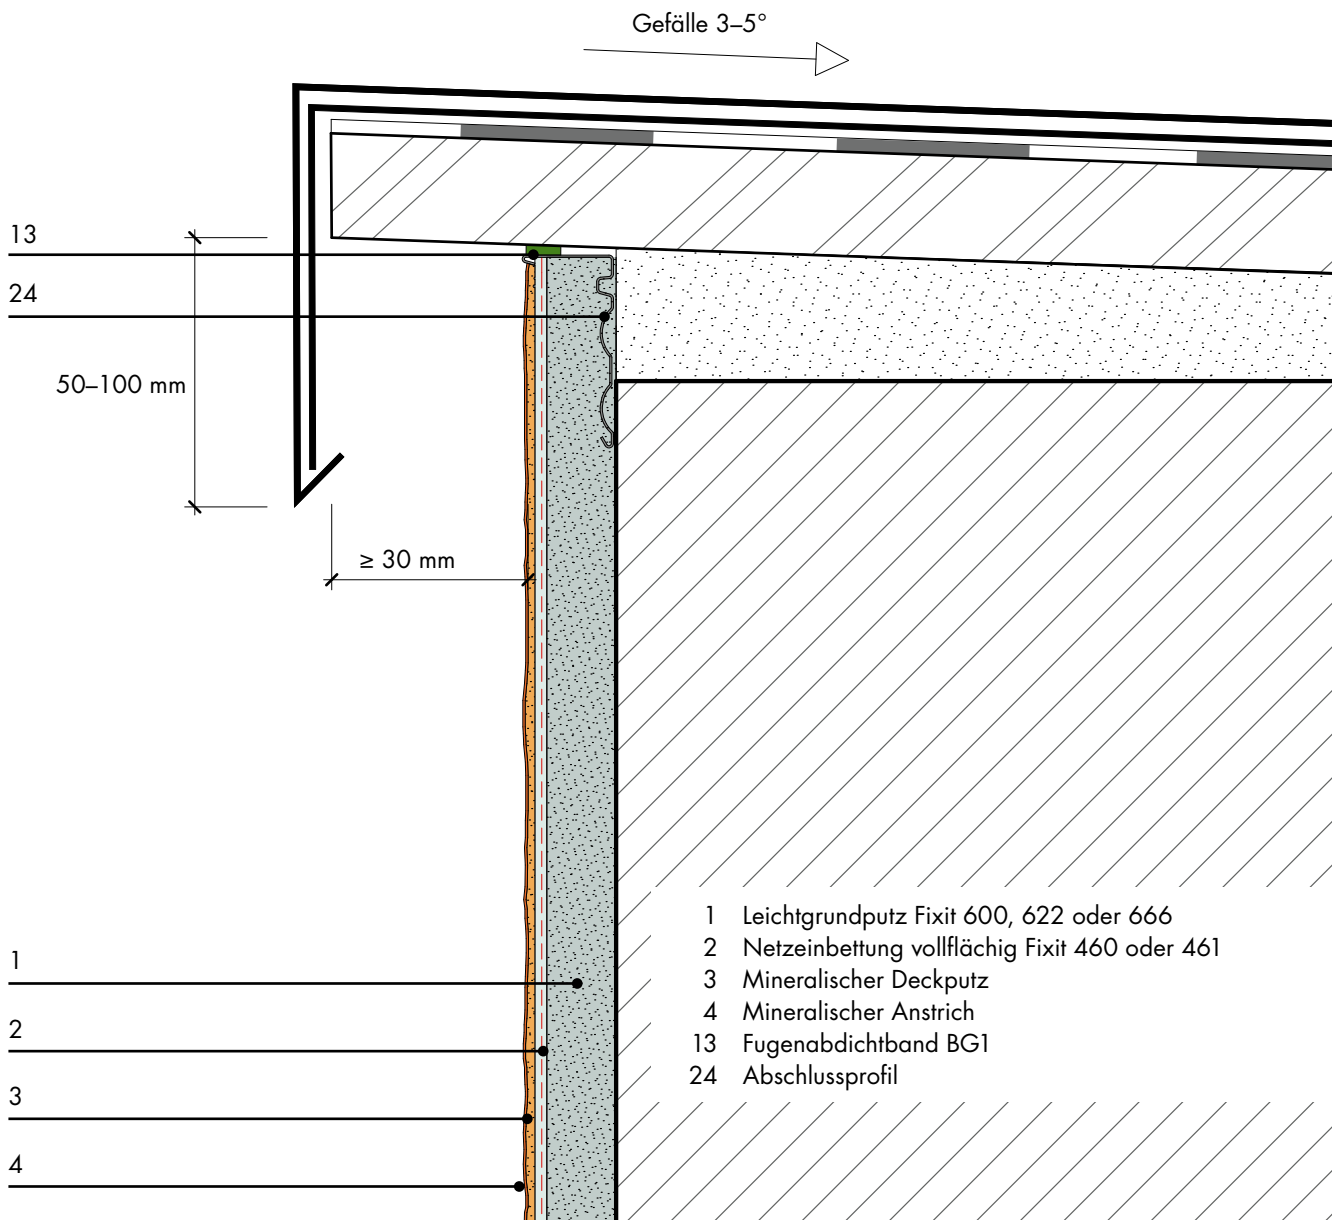 Gefälle 3–5°
13
24
50–100 mm
≥ 30 mm
1
2
3
4
1 Leichtgrundputz Fixit 600, 622 oder 666
2 Netzeinbettung vollflächig Fixit 460 oder 461
3 Mineralischer Deckputz
4 Mineralischer Anstrich
13 Fugenabdichtband BG1
24 Abschlussprofil